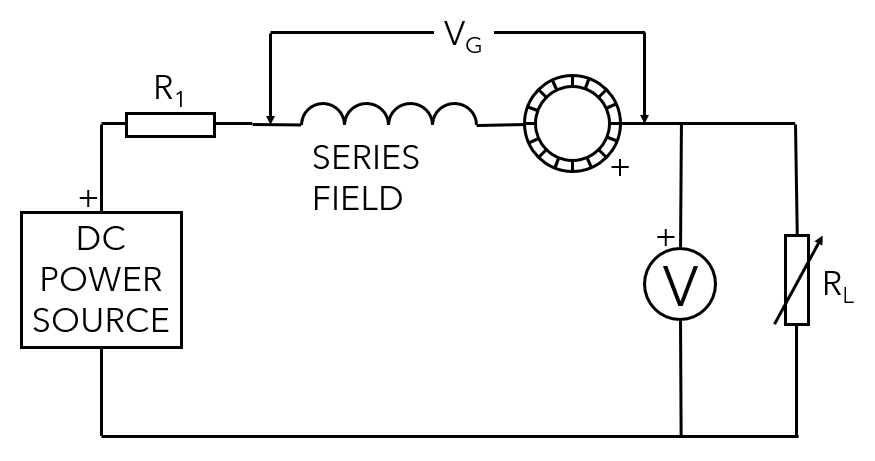 V_G
R_1
SERIES
FIELD
+
+
DC
POWER
SOURCE
+
V
R_L